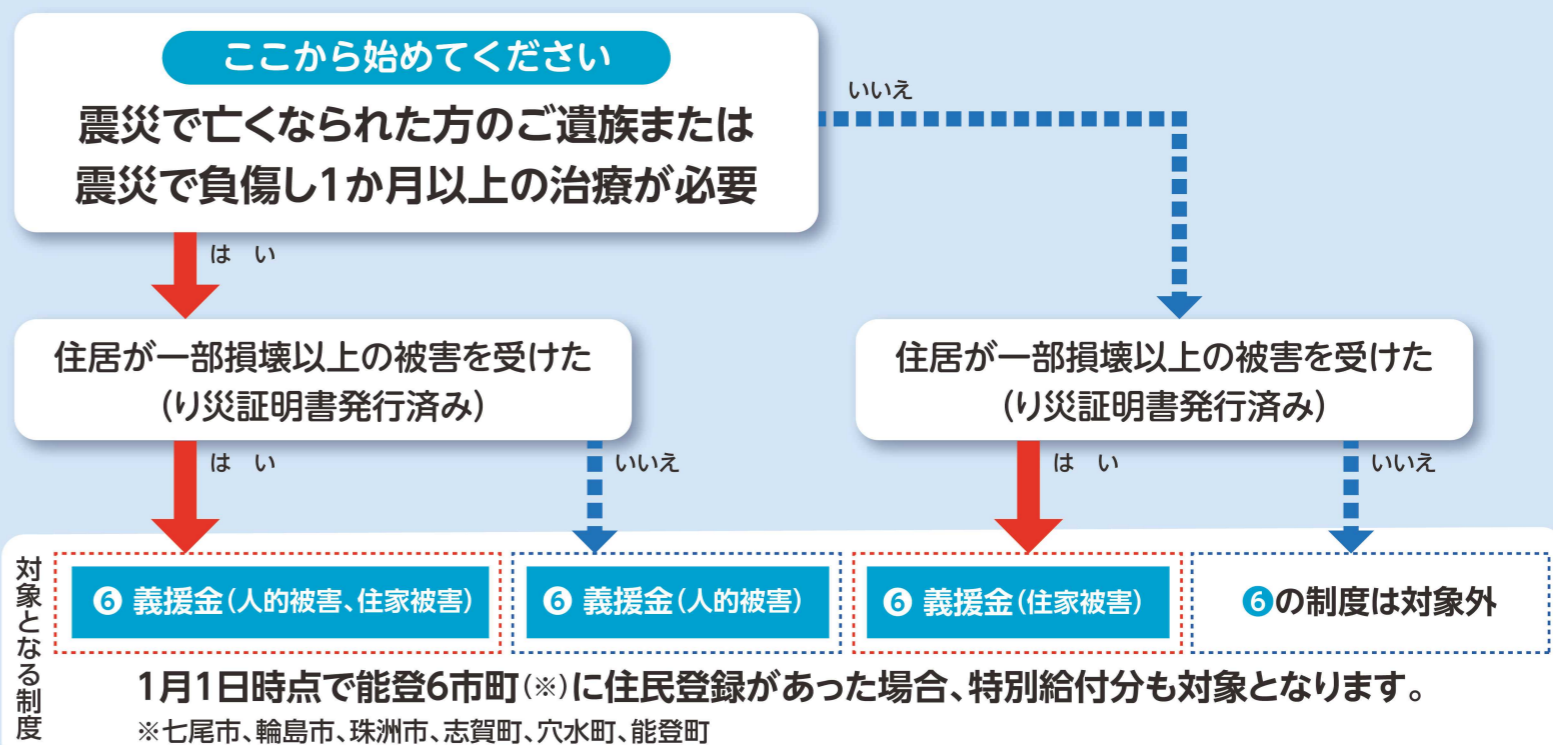 ここから始めてください
震災で亡くなられた方のご遺族または
震災で負傷し1か月以上の治療が必要
いいえ
は い
住居が一部損壊以上の被害を受けた
(り災証明書発行済み)
住居が一部損壊以上の被害を受けた
(り災証明書発行済み)
は い
いいえ
は い
いいえ
対象となる制度
❻ 義援金(人的被害、住家被害)
❻ 義援金(人的被害)
❻ 義援金(住家被害)
❻の制度は対象外
1月1日時点で能登6市町(※)に住民登録があった場合、特別給付分も対象となります。
※七尾市、輪島市、珠洲市、志賀町、穴水町、能登町